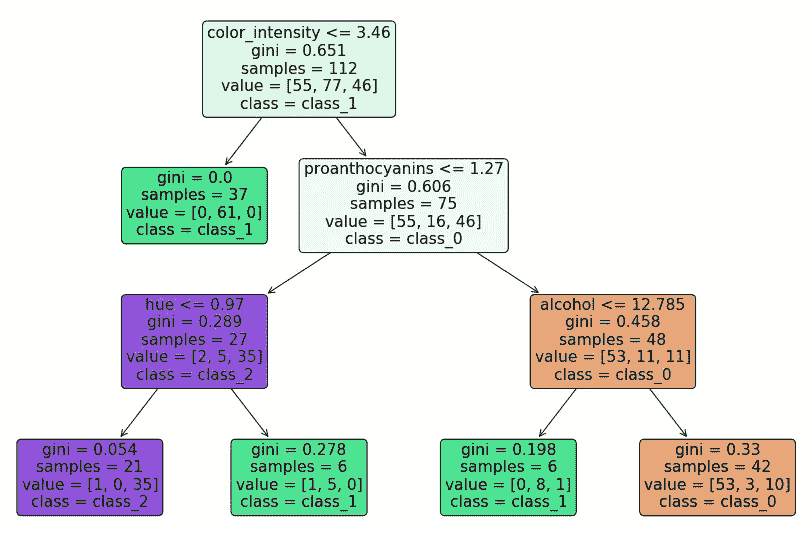 color_intensity <= 3.46
gini = 0.651
samples = 112
value = [55, 77, 46]
class = class_1
gini = 0.0
samples = 37
value = [0, 61, 0]
class = class_1
proanthocyanins <= 1.27
gini = 0.606
samples = 75
value = [55, 16, 46]
class = class_0
hue <= 0.97
gini = 0.289
samples = 27
value = [2, 5, 35]
class = class_2
alcohol <= 12.785
gini = 0.458
samples = 48
value = [53, 11, 11]
class = class_0
gini = 0.054
samples = 21
value = [1, 0, 35]
class = class_2
gini = 0.278
samples = 6
value = [1, 5, 0]
class = class_1
gini = 0.198
samples = 6
value = [0, 8, 1]
class = class_1
gini = 0.33
samples = 42
value = [53, 3, 10]
class = class_0